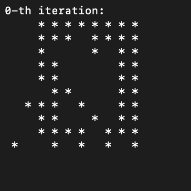 0-th iteration:
      * * * * * * * *
      * * *   * * * *
      *         *   *
      * *           * *
      * *           * *
        * *         * *
    * * *   *       * *
      * *       *   * *
      * * * *   * * *
  *     *   *   *   *